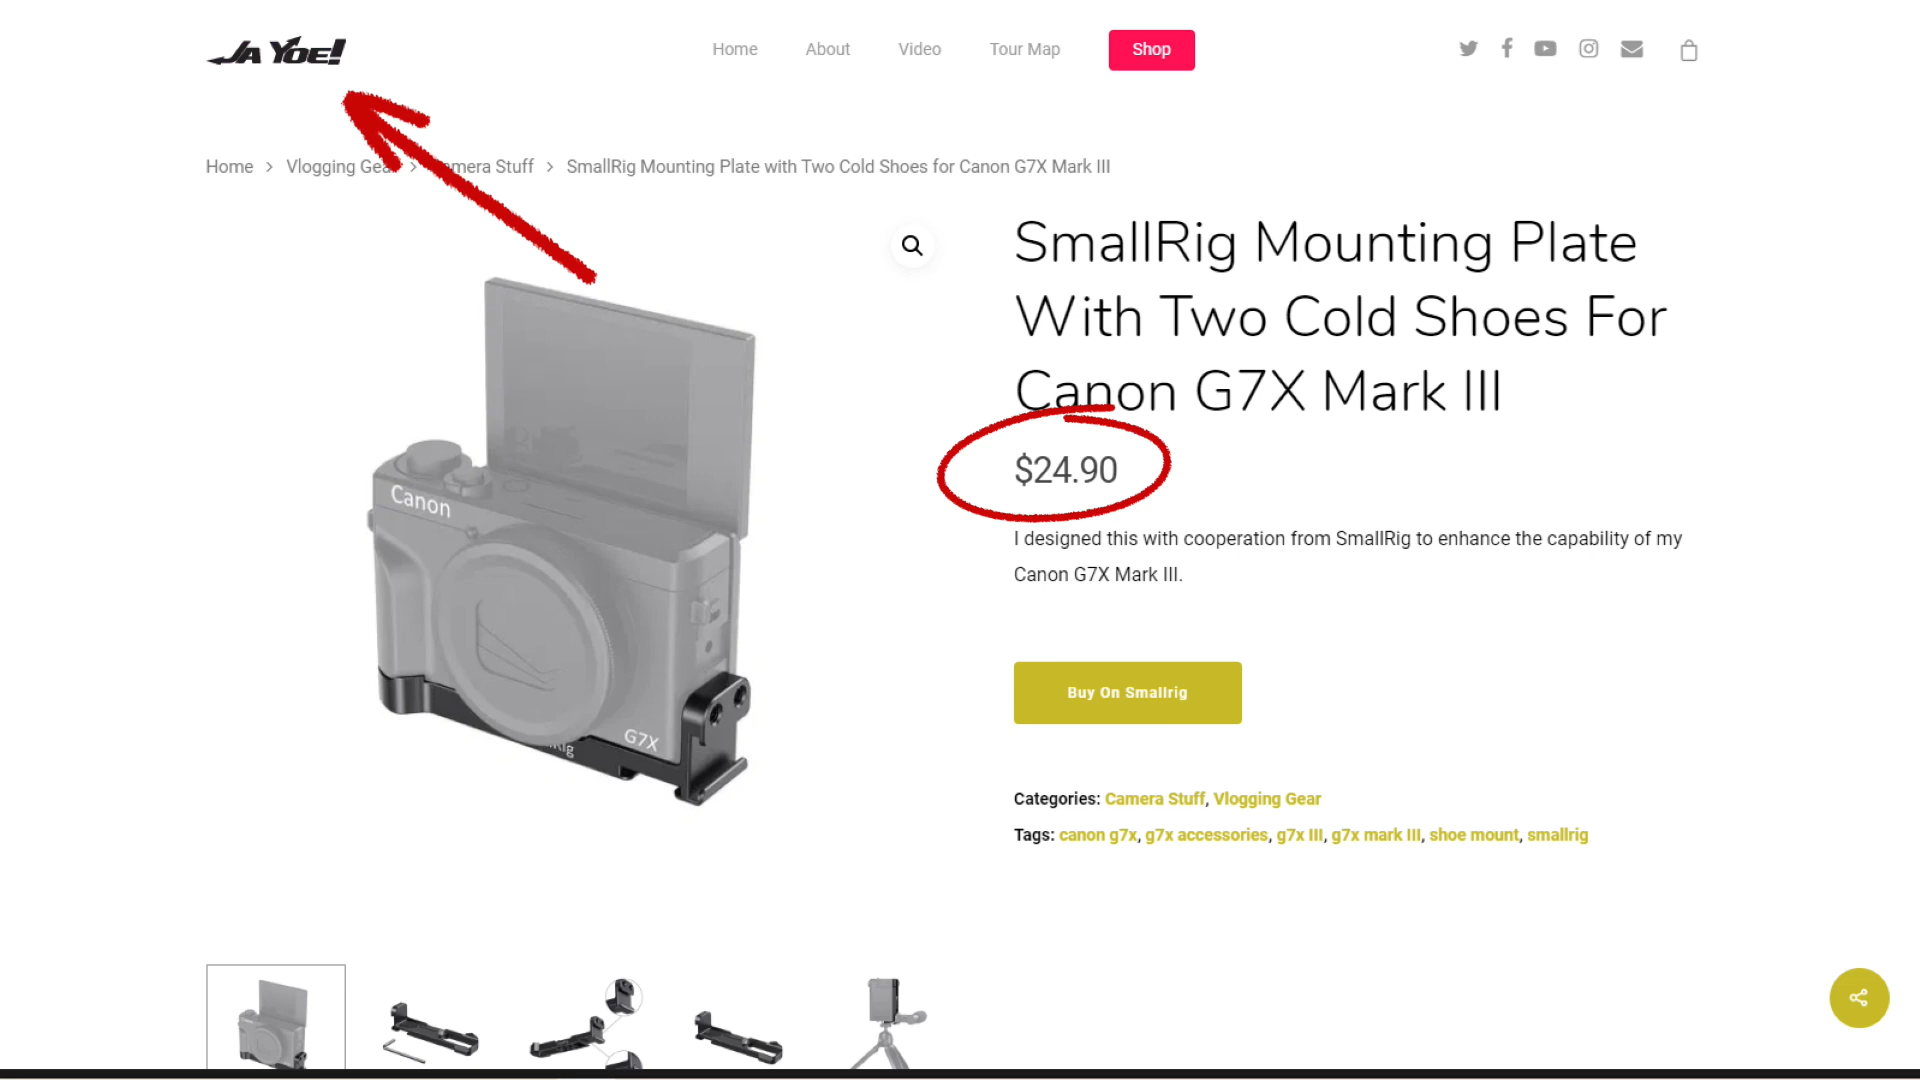 JA YOE!
Home About Video Tour Map Shop
Home > Vlogging Gea > mera Stuff > SmallRig Mounting Plate with Two Cold Shoes for Canon G7X Mark III
SmallRig Mounting Plate
With Two Cold Shoes For
Canon G7X Mark III
$24.90
I designed this with cooperation from SmallRig to enhance the capability of my
Canon G7X Mark III.
Buy On Smallrig
Categories: Camera Stuff, Vlogging Gear
Tags: canon g7x, g7x accessories, g7x III, g7x mark III, shoe mount, smallrig
Canon
G7X